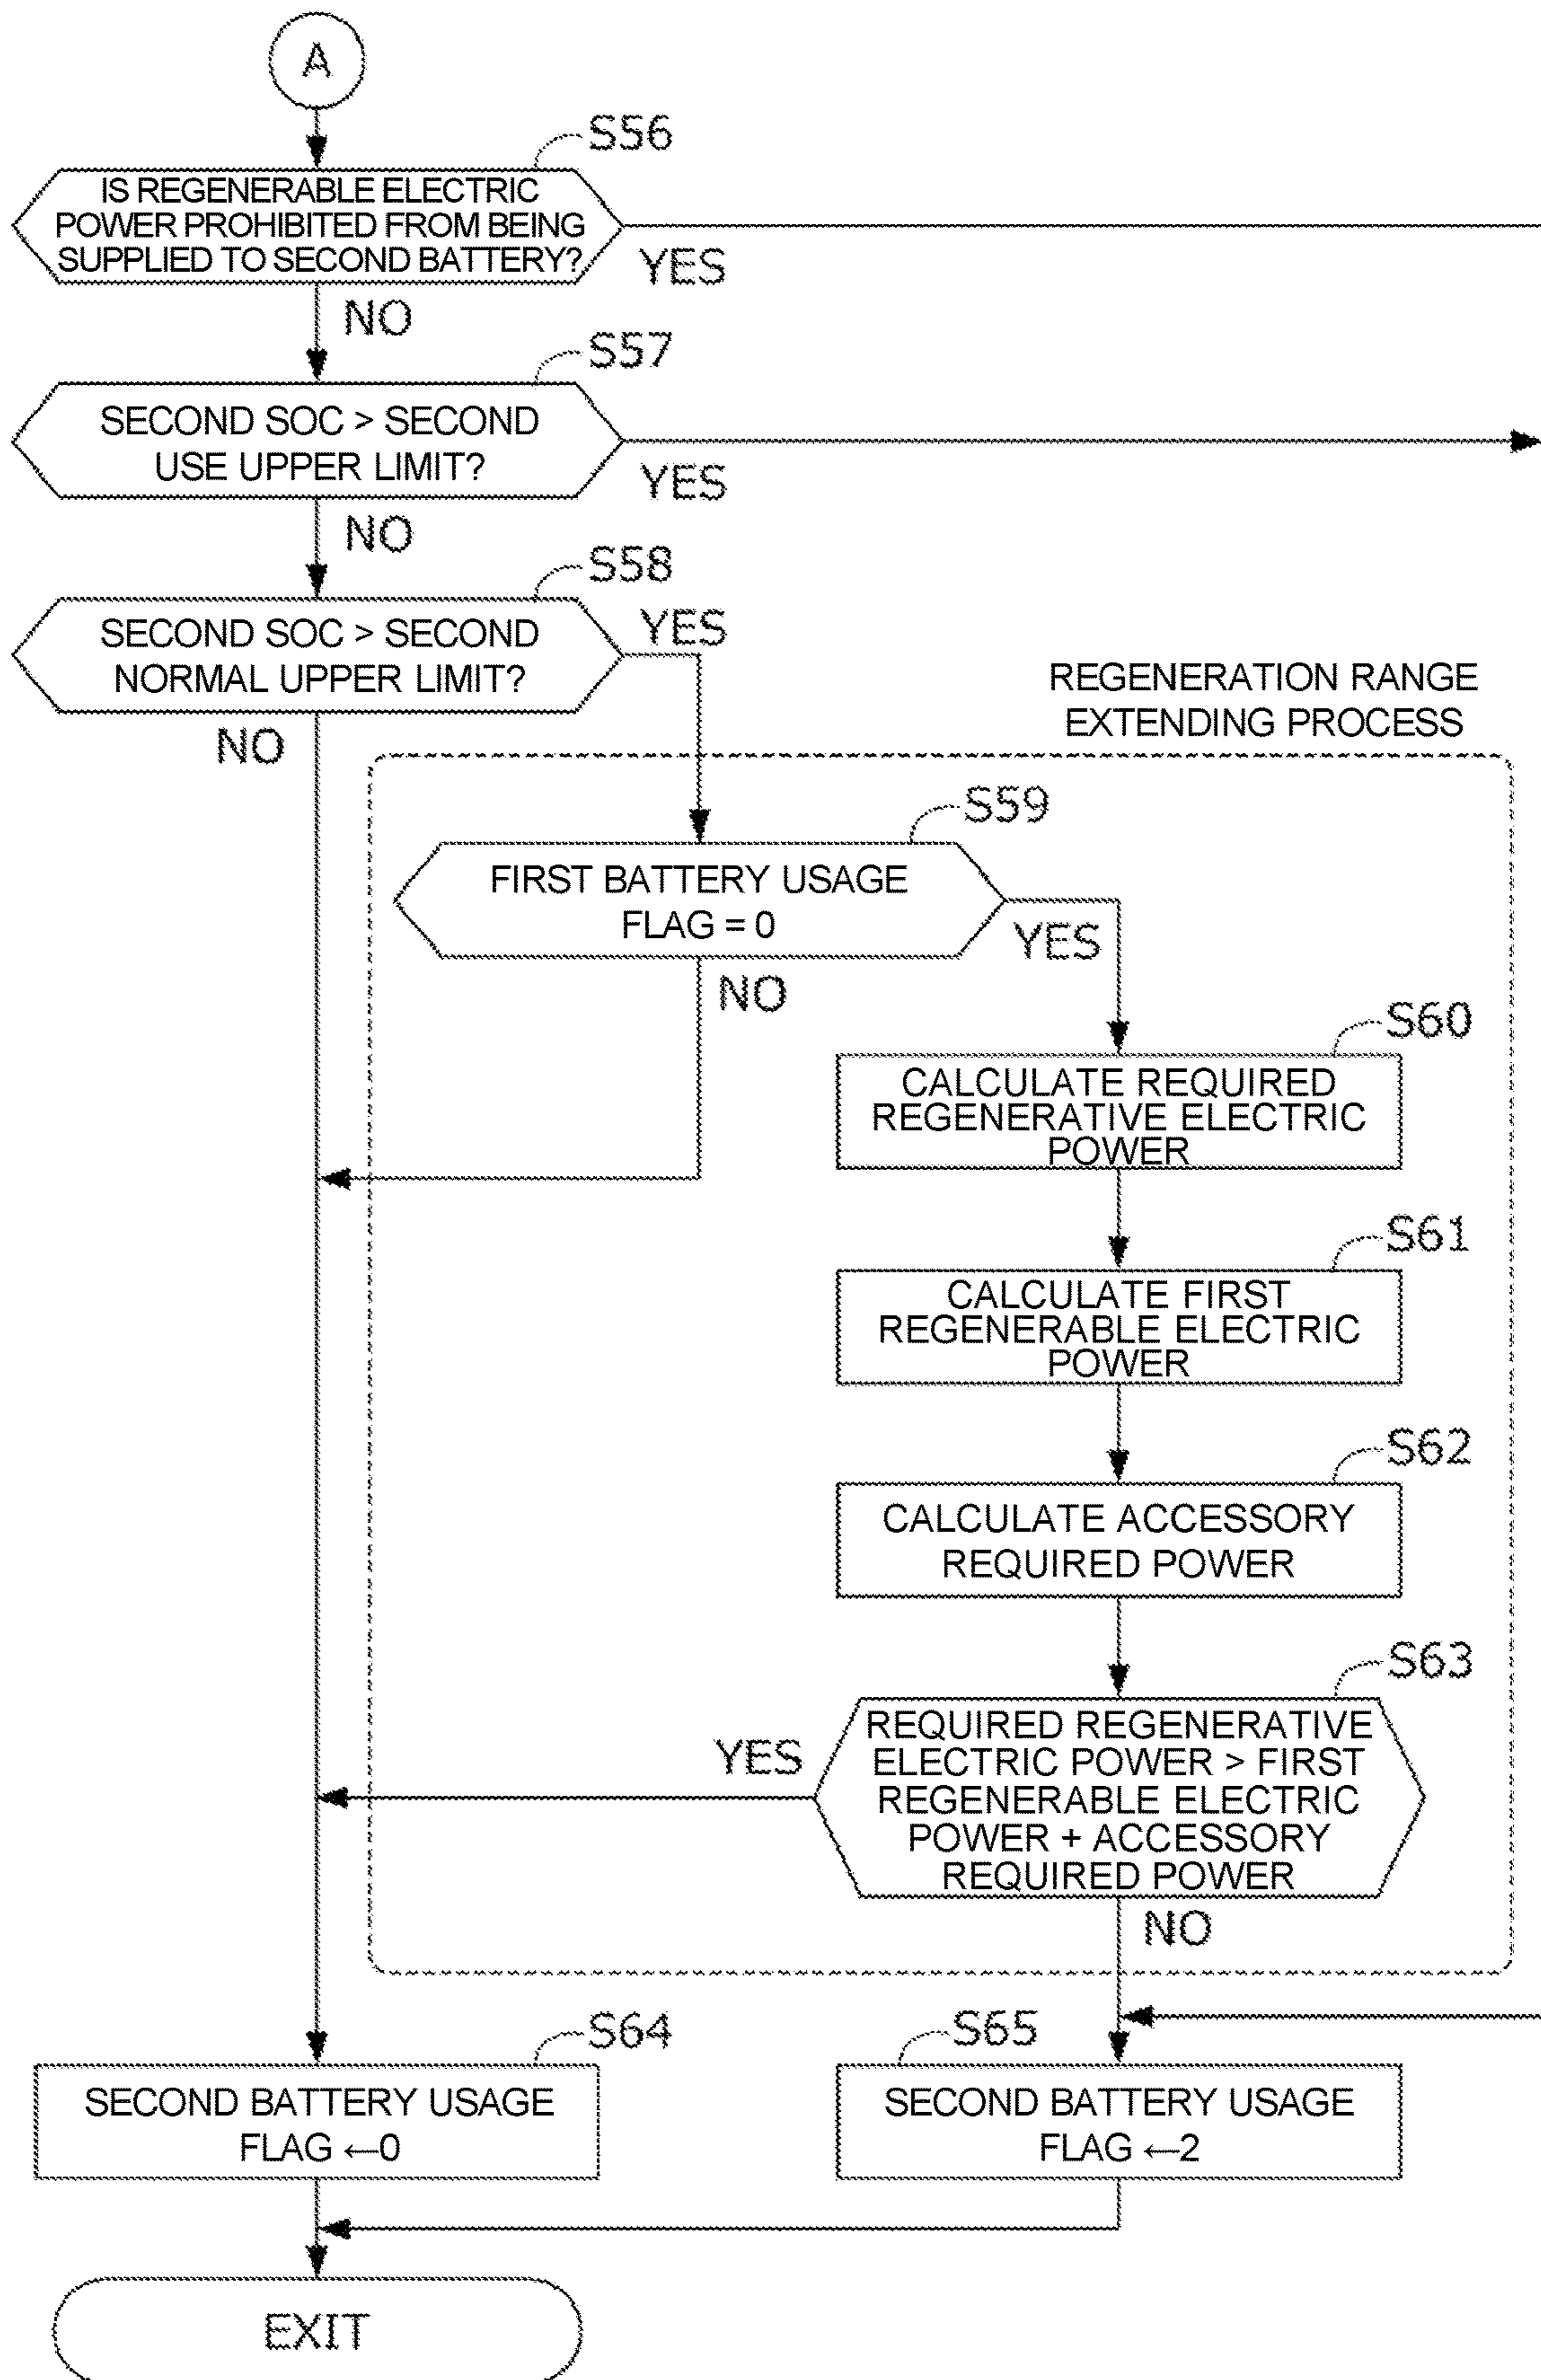 A
S56
IS REGENERABLE ELECTRIC
POWER PROHIBITED FROM BEING
SUPPLIED TO SECOND BATTERY?
YES
NO
S57
SECOND SOC > SECOND
USE UPPER LIMIT?
YES
NO
S58
SECOND SOC > SECOND
NORMAL UPPER LIMIT?
YES
NO
REGENERATION RANGE
EXTENDING PROCESS
S59
FIRST BATTERY USAGE
FLAG = 0
YES
NO
S60
CALCULATE REQUIRED
REGENERATIVE ELECTRIC
POWER
S61
CALCULATE FIRST
REGENERABLE ELECTRIC
POWER
S62
CALCULATE ACCESSORY
REQUIRED POWER
S63
REQUIRED REGENERATIVE
ELECTRIC POWER > FIRST
REGENERABLE ELECTRIC
POWER + ACCESSORY
REQUIRED POWER
YES
NO
S64
SECOND BATTERY USAGE
FLAG ←0
S65
SECOND BATTERY USAGE
FLAG ←2
EXIT